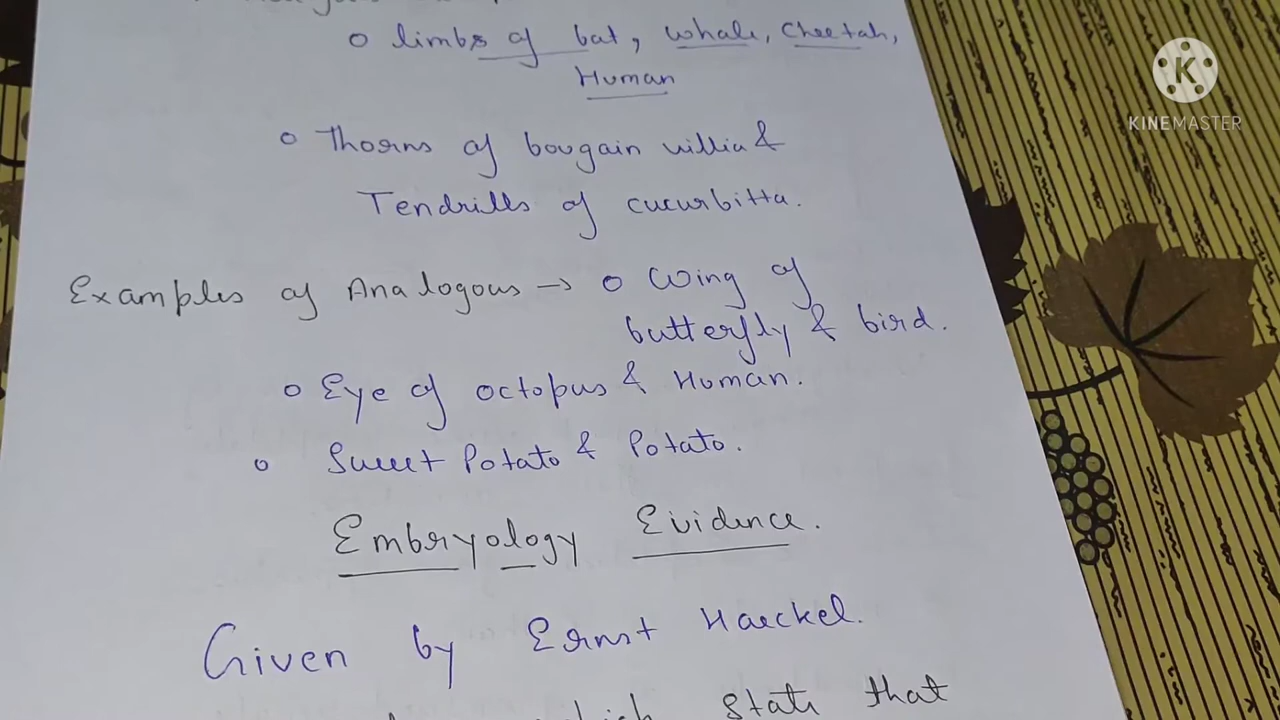 o limbs of bat, whale, Cheetah,
Human
o Thorns of bougain villia &
Tendrills of cucurbitta.
Examples of Analogous → o Wing of
butterfly & bird.
o Eye of octopus & Human.
o Sweet Potato & Potato.
Embryology Evidence.
Given by Ernst Haeckel.
which state that
K
KINEMASTER